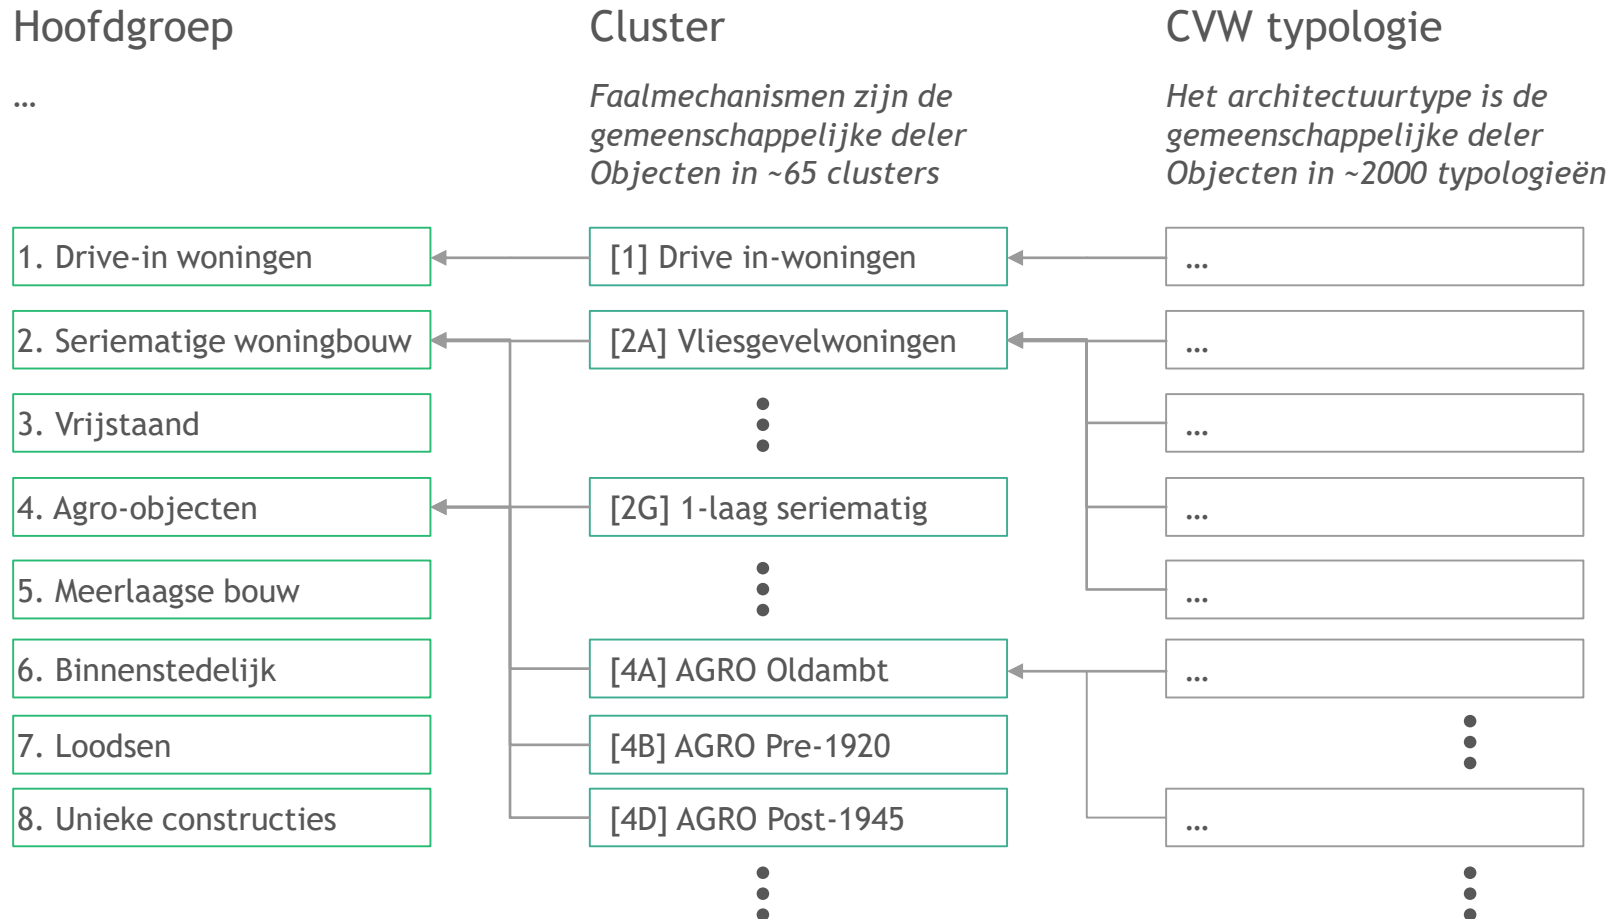 Hoofdgroep
...
1. Drive-in woningen
2. Seriematige woningbouw
3. Vrijstaand
4. Agro-objecten
5. Meerlaagse bouw
6. Binnenstedelijk
7. Loodsen
8. Unieke constructies
Cluster
Faalmechanismen zijn de
gemeenschappelijke deler
Objecten in ~65 clusters
[1] Drive in-woningen
[2A] Vliesgevelwoningen
[2G] 1-laag seriematig
[4A] AGRO Oldambt
[4B] AGRO Pre-1920
[4D] AGRO Post-1945
CVW typologie
Het architectuurtype is de
gemeenschappelijke deler
Objecten in ~2000 typologieën
...
...
...
...
...
...
...